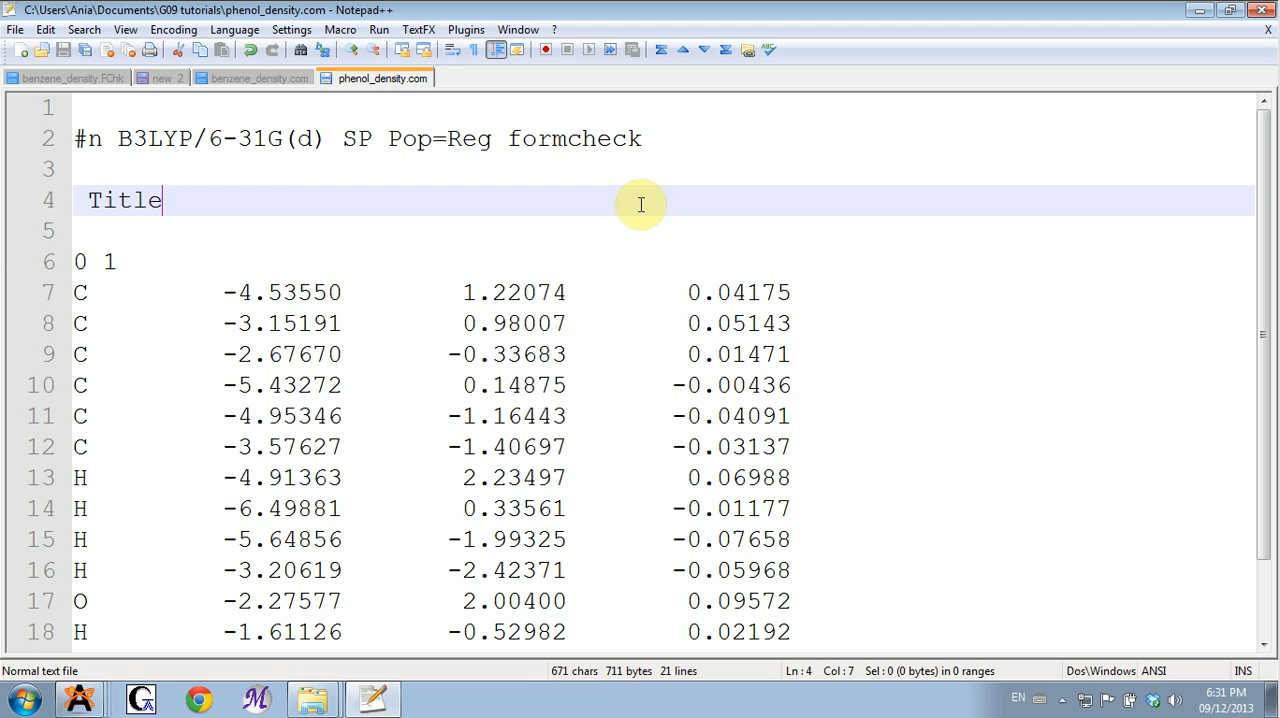 C:\Users\Ania\Documents\G09 tutorials\phenol_density.com - Notepad++
File Edit Search View Encoding Language Settings Macro Run TextFX Plugins Window ? X
benzene_density.FChk new 2 benzene_density.com phenol_density.com
1
2 #n B3LYP/6-31G(d) SP Pop=Reg formcheck
3
4 Title
5
6 0 1
7 C -4.53550 1.22074 0.04175
8 C -3.15191 0.98007 0.05143
9 C -2.67670 -0.33683 0.01471
10 C -5.43272 0.14875 -0.00436
11 C -4.95346 -1.16443 -0.04091
12 C -3.57627 -1.40697 -0.03137
13 H -4.91363 2.23497 0.06988
14 H -6.49881 0.33561 -0.01177
15 H -5.64856 -1.99325 -0.07658
16 H -3.20619 -2.42371 -0.05968
17 O -2.27577 2.00400 0.09572
18 H -1.61126 -0.52982 0.02192
Normal text file 671 chars 711 bytes 21 lines Ln : 4 Col : 7 Sel : 0 (0 bytes) in 0 ranges Dos\Windows ANSI INS
EN 6:31 PM
09/12/2013